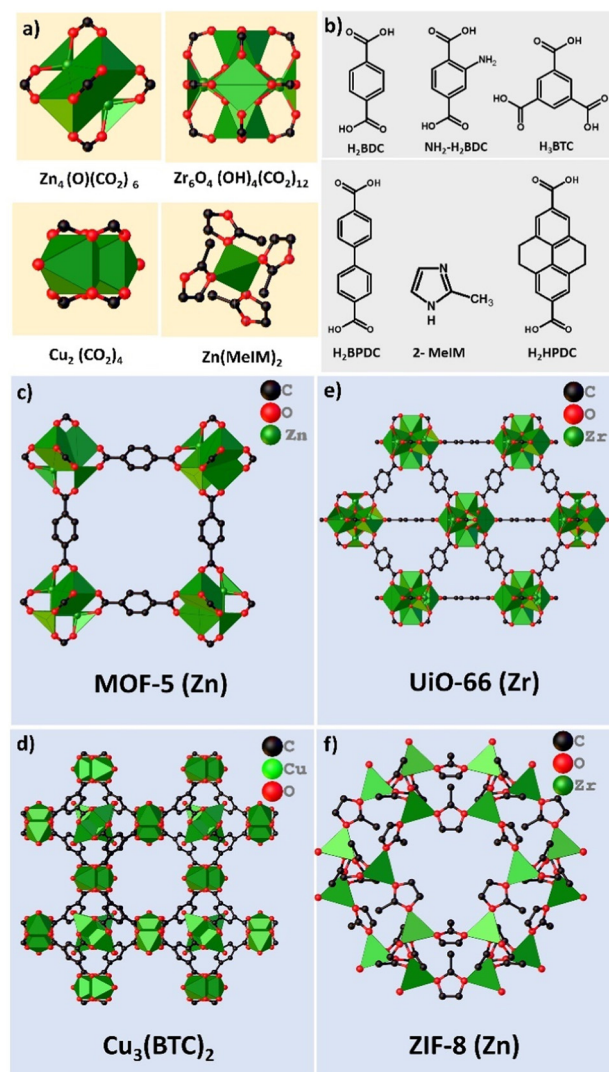 a)
Zn₄ (O)(CO₂) ₆
Zr₆O₄ (OH)₄(CO₂)₁₂
Cu₂ (CO₂)₄
Zn(MeIM)₂
b)
O OH
O OH
NH₂
O OH
HO O
HO O
HO O
O OH
H₂BDC
NH₂-H₂BDC
H₃BTC
O OH
O OH
N
N
H
CH₃
HO O
HO O
H₂BPDC
2- MeIM
H₂HPDC
c)
C
O
Zn
MOF-5 (Zn)
e)
C
O
Zr
UiO-66 (Zr)
d)
C
Cu
O
Cu₃(BTC)₂
f)
C
O
Zr
ZIF-8 (Zn)